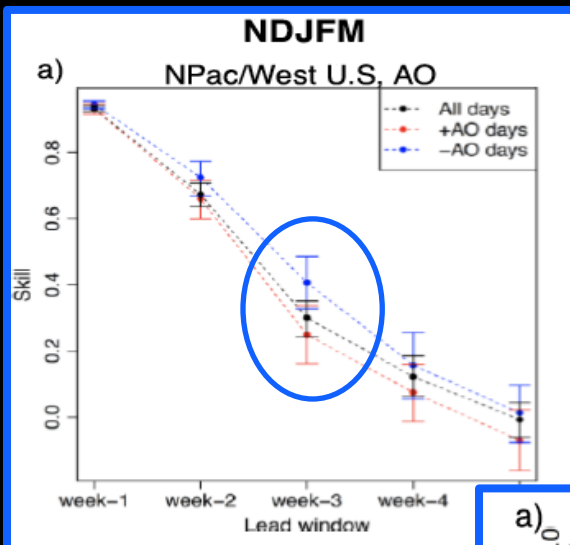 NDJFM
a)
NPac/West U.S, AO
All days
+AO days
−AO days
Skill
0.8
0.6
0.4
0.2
0.0
week−1
week−2
week−3
week−4
Lead window
a)